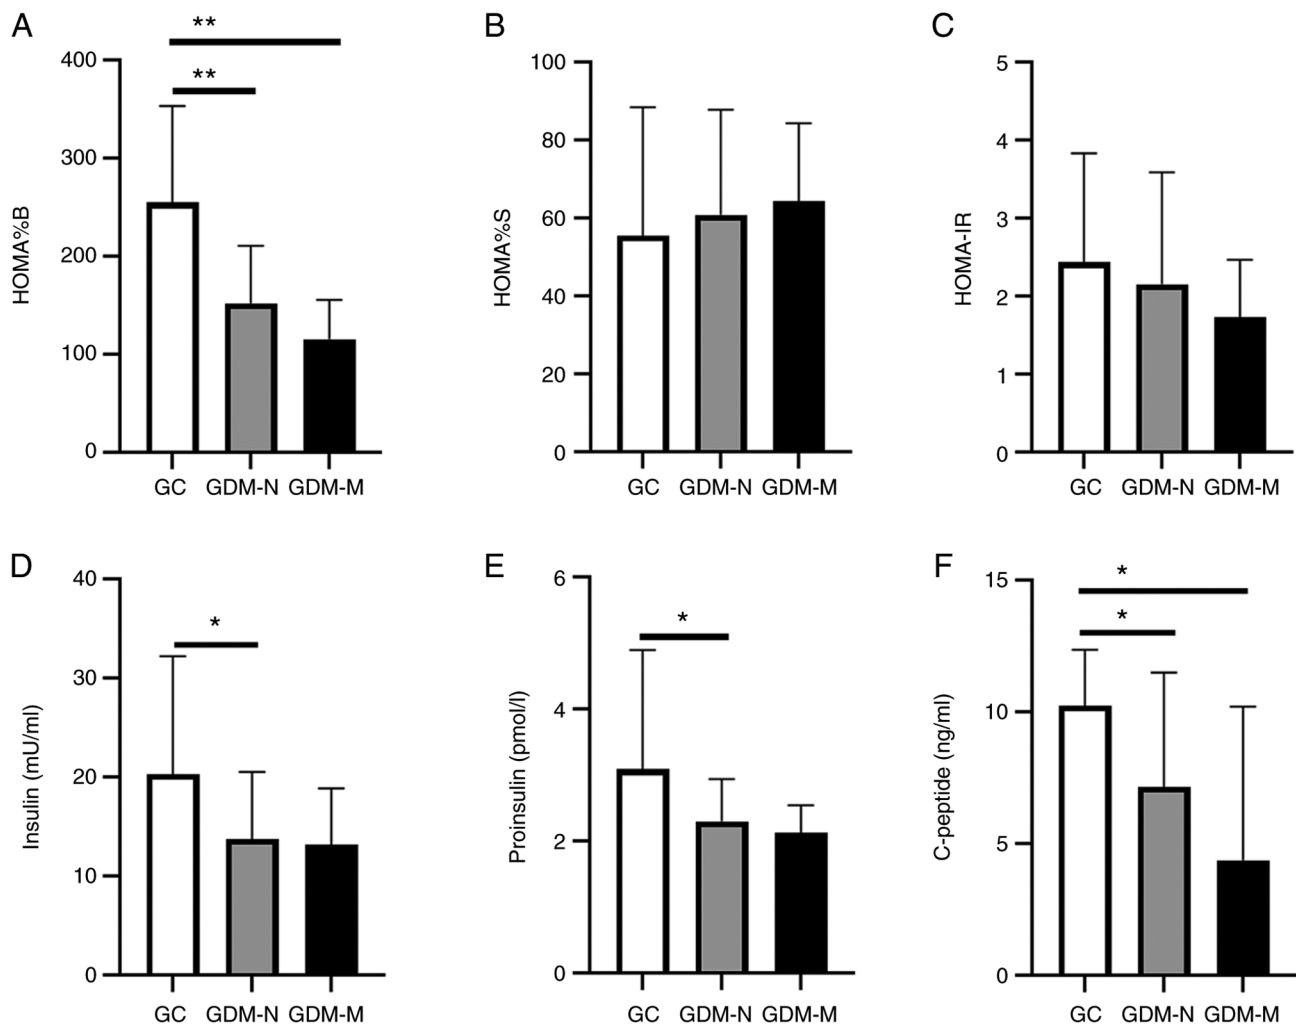 A
**
**
400
300
200
100
0
HOMA%B
GC GDM-N GDM-M
B
100
80
60
40
20
0
HOMA%S
GC GDM-N GDM-M
C
5
4
3
2
1
0
HOMA-IR
GC GDM-N GDM-M
D
*
40
30
20
10
0
Insulin (mU/ml)
GC GDM-N GDM-M
E
*
6
4
2
0
Proinsulin (pmol/l)
GC GDM-N GDM-M
F
*
*
15
10
5
0
C-peptide (ng/ml)
GC GDM-N GDM-M